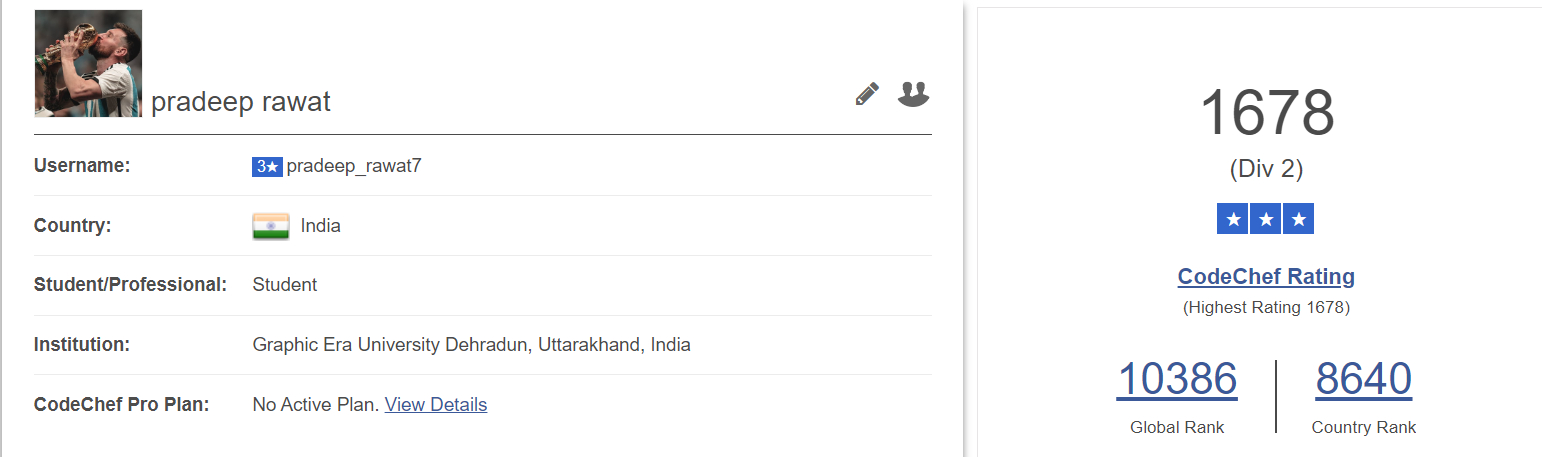 pradeep rawat
Username: 3★ pradeep_rawat7
Country: India
Student/Professional: Student
Institution: Graphic Era University Dehradun, Uttarakhand, India
CodeChef Pro Plan: No Active Plan. View Details
1678
(Div 2)
★ ★ ★
CodeChef Rating
(Highest Rating 1678)
10386 8640
Global Rank Country Rank